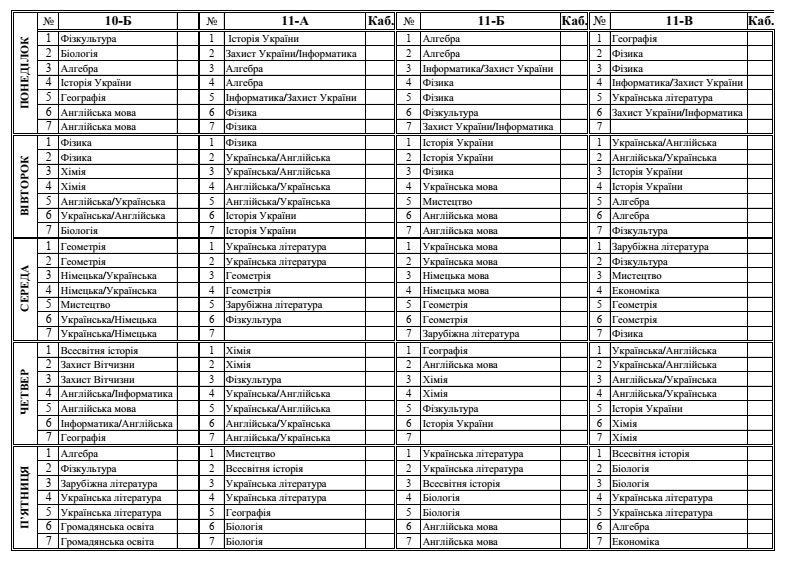 № 10-Б № 11-А Каб. № 11-Б Каб. № 11-В Каб.
ПОНЕДІЛОК
1 Фізкультура 1 Історія України 1 Алгебра 1 Географія
2 Біологія 2 Захист України/Інформатика 2 Алгебра 2 Фізика
3 Алгебра 3 Алгебра 3 Інформатика/Захист України 3 Фізика
4 Історія України 4 Алгебра 4 Фізика 4 Інформатика/Захист України
5 Географія 5 Інформатика/Захист України 5 Фізика 5 Українська література
6 Англійська мова 6 Фізика 6 Фізкультура 6 Захист України/Інформатика
7 Англійська мова 7 Фізика 7 Захист України/Інформатика 7
ВІВТОРОК
1 Фізика 1 Фізика 1 Історія України 1 Українська/Англійська
2 Фізика 2 Українська/Англійська 2 Історія України 2 Англійська/Українська
3 Хімія 3 Українська/Англійська 3 Фізика 3 Історія України
4 Хімія 4 Англійська/Українська 4 Українська мова 4 Історія України
5 Англійська/Українська 5 Англійська/Українська 5 Мистецтво 5 Алгебра
6 Українська/Англійська 6 Історія України 6 Англійська мова 6 Алгебра
7 Біологія 7 Історія України 7 Англійська мова 7 Фізкультура
СЕРЕДА
1 Геометрія 1 Українська література 1 Українська мова 1 Зарубіжна література
2 Геометрія 2 Українська література 2 Українська мова 2 Фізкультура
3 Німецька/Українська 3 Геометрія 3 Німецька мова 3 Мистецтво
4 Німецька/Українська 4 Геометрія 4 Німецька мова 4 Економіка
5 Мистецтво 5 Зарубіжна література 5 Геометрія 5 Геометрія
6 Українська/Німецька 6 Фізкультура 6 Геометрія 6 Геометрія
7 Українська/Німецька 7 7 Зарубіжна література 7 Фізика
ЧЕТВЕР
1 Всесвітня історія 1 Хімія 1 Географія 1 Українська/Англійська
2 Захист Вітчизни 2 Хімія 2 Англійська мова 2 Українська/Англійська
3 Захист Вітчизни 3 Фізкультура 3 Хімія 3 Англійська/Українська
4 Англійська/Інформатика 4 Українська/Англійська 4 Хімія 4 Англійська/Українська
5 Англійська мова 5 Українська/Англійська 5 Фізкультура 5 Історія України
6 Інформатика/Англійська 6 Англійська/Українська 6 Історія України 6 Хімія
7 Географія 7 Англійська/Українська 7 7 Хімія
П'ЯТНИЦЯ
1 Алгебра 1 Мистецтво 1 Українська література 1 Всесвітня історія
2 Фізкультура 2 Всесвітня історія 2 Українська література 2 Біологія
3 Зарубіжна література 3 Українська література 3 Всесвітня історія 3 Біологія
4 Українська література 4 Українська література 4 Біологія 4 Українська література
5 Українська література 5 Географія 5 Біологія 5 Українська література
6 Громадянська освіта 6 Біологія 6 Англійська мова 6 Алгебра
7 Громадянська освіта 7 Біологія 7 Англійська мова 7 Економіка